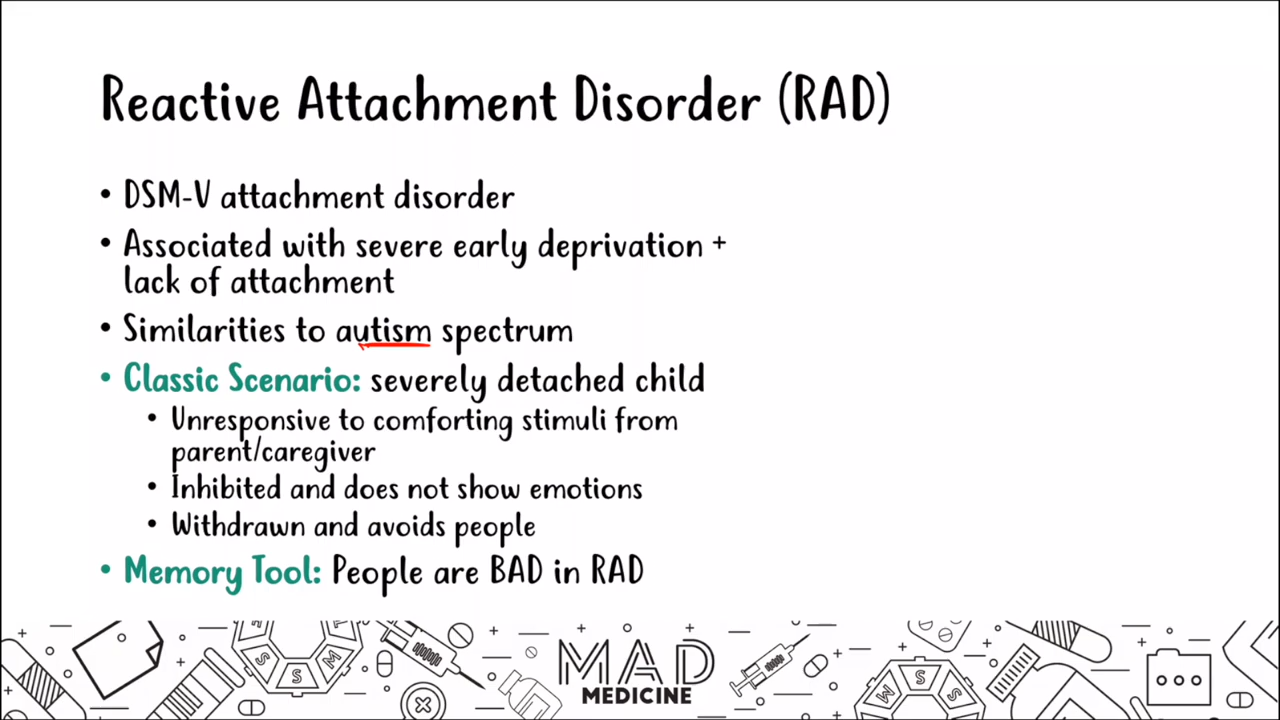 Reactive Attachment Disorder (RAD)
• DSM-V attachment disorder
• Associated with severe early deprivation +
lack of attachment
• Similarities to autism spectrum
• Classic Scenario: severely detached child
• Unresponsive to comforting stimuli from
parent/caregiver
• Inhibited and does not show emotions
• Withdrawn and avoids people
• Memory Tool: People are BAD in RAD
MAD
MEDICINE